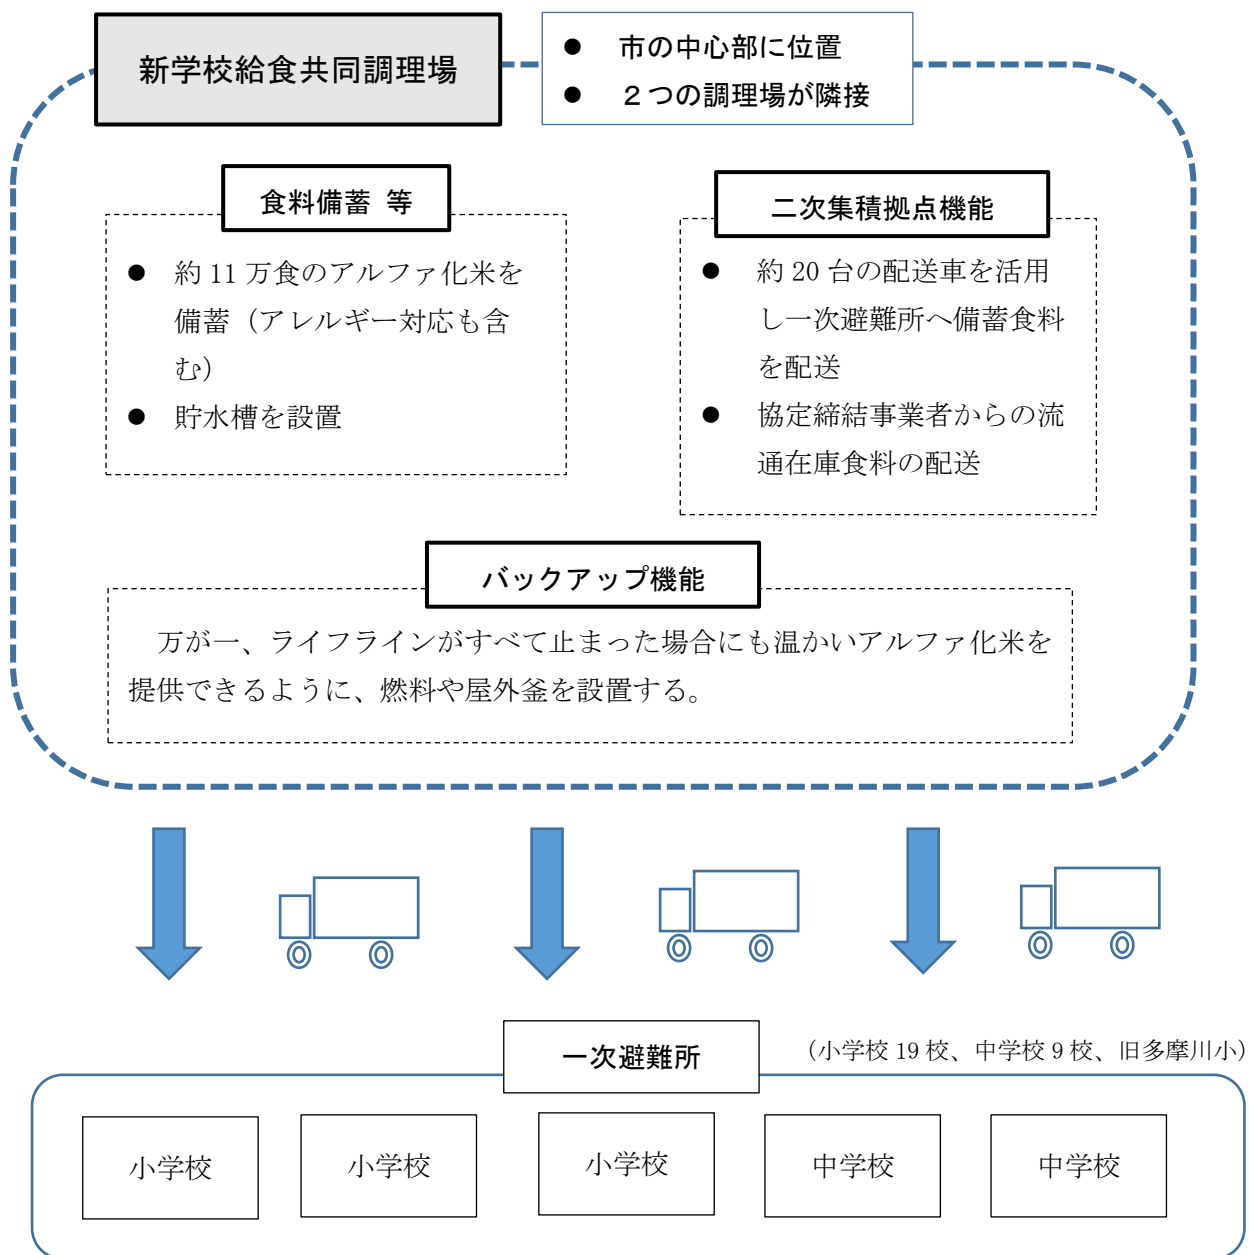 新学校給食共同調理場
● 市の中心部に位置
● 2つの調理場が隣接
食料備蓄 等
● 約 11 万食のアルファ化米を
備蓄（アレルギー対応も含
む）
● 貯水槽を設置
二次集積拠点機能
● 約 20 台の配送車を活用
し一次避難所へ備蓄食料
を配送
● 協定締結事業者からの流
通在庫食料の配送
バックアップ機能
万が一、ライフラインがすべて止まった場合にも温かいアルファ化米を
提供できるように、燃料や屋外釜を設置する。
一次避難所
（小学校 19 校、中学校 9 校、旧多摩川小）
小学校
小学校
小学校
中学校
中学校